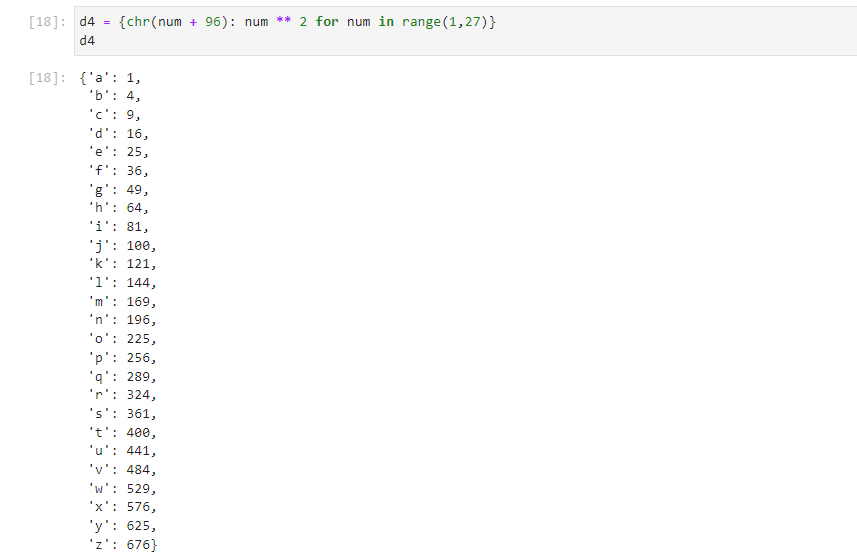 [18]: d4 = {chr(num + 96): num ** 2 for num in range(1,27)}
d4
[18]: {'a': 1,
'b': 4,
'c': 9,
'd': 16,
'e': 25,
'f': 36,
'g': 49,
'h': 64,
'i': 81,
'j': 100,
'k': 121,
'l': 144,
'm': 169,
'n': 196,
'o': 225,
'p': 256,
'q': 289,
'r': 324,
's': 361,
't': 400,
'u': 441,
'v': 484,
'w': 529,
'x': 576,
'y': 625,
'z': 676}